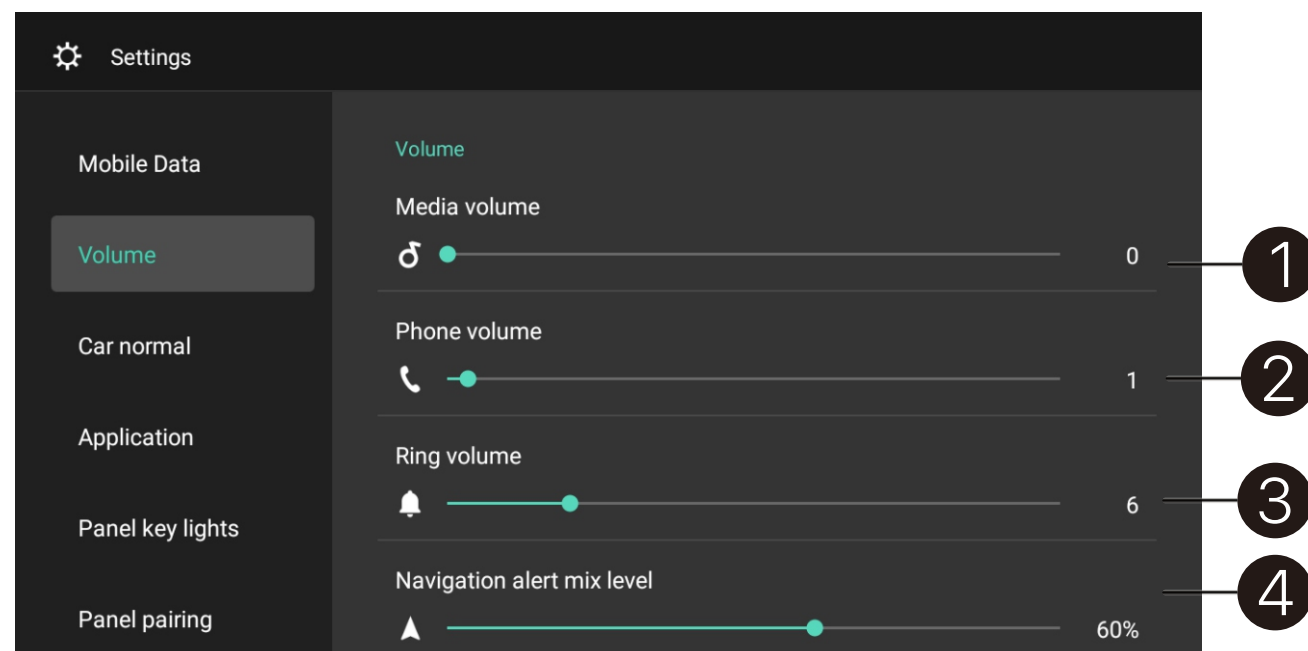 Settings
Mobile Data
Volume
Car normal
Application
Panel key lights
Panel pairing
Volume
Media volume
0
1
Phone volume
1
2
Ring volume
6
3
Navigation alert mix level
4
60%